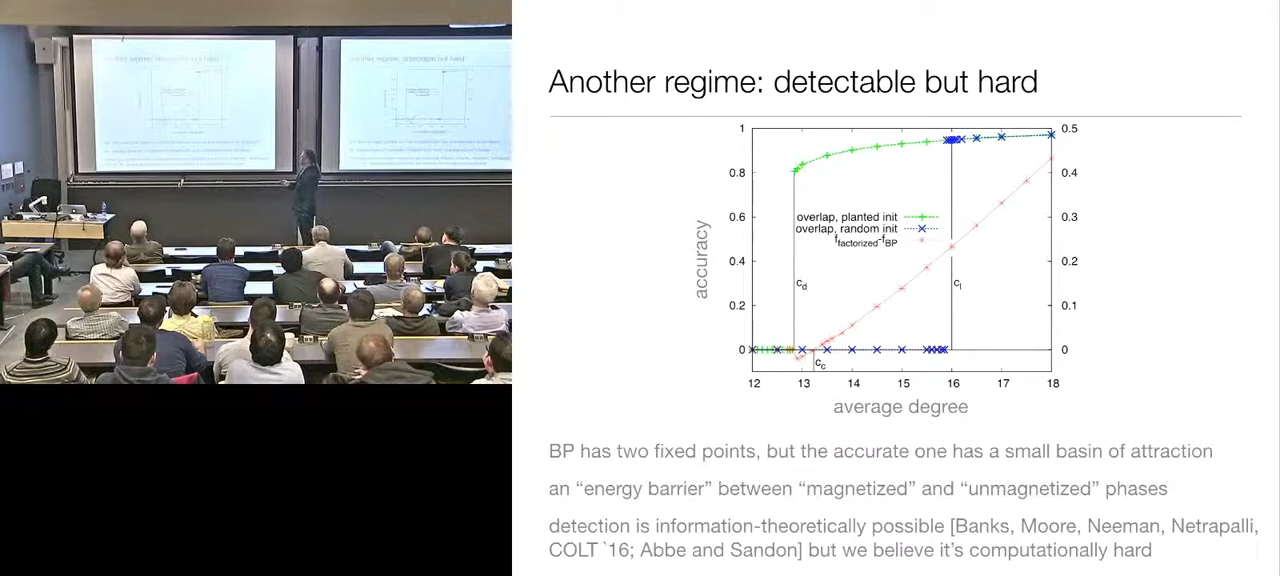 Another regime: detectable but hard
1
0.8
0.6
0.4
0.2
0
0.5
0.4
0.3
0.2
0.1
0
overlap, planted init
overlap, random init
f_factorized-f_BP
c_d
c_l
c_c
accuracy
12 13 14 15 16 17 18
average degree
BP has two fixed points, but the accurate one has a small basin of attraction
an “energy barrier” between “magnetized” and “unmagnetized” phases
detection is information-theoretically possible [Banks, Moore, Neeman, Netrapalli,
COLT `16; Abbe and Sandon] but we believe it's computationally hard